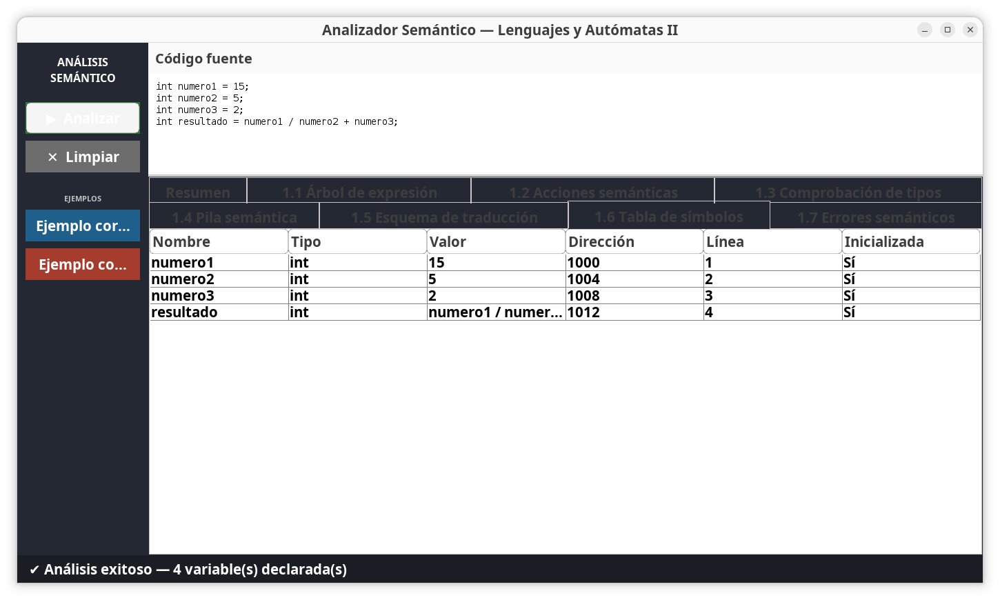 Analizador Semántico — Lenguajes y Autómatas II
ANÁLISIS
SEMÁNTICO
▶ Analizar
✕ Limpiar
EJEMPLOS
Ejemplo cor...
Ejemplo co...
Código fuente
int numero1 = 15;
int numero2 = 5;
int numero3 = 2;
int resultado = numero1 / numero2 + numero3;
Resumen 1.1 Árbol de expresión 1.2 Acciones semánticas 1.3 Comprobación de tipos
1.4 Pila semántica 1.5 Esquema de traducción 1.6 Tabla de símbolos 1.7 Errores semánticos
Nombre Tipo Valor Dirección Línea Inicializada
numero1 int 15 1000 1 Sí
numero2 int 5 1004 2 Sí
numero3 int 2 1008 3 Sí
resultado int numero1 / numer... 1012 4 Sí
✔ Análisis exitoso — 4 variable(s) declarada(s)